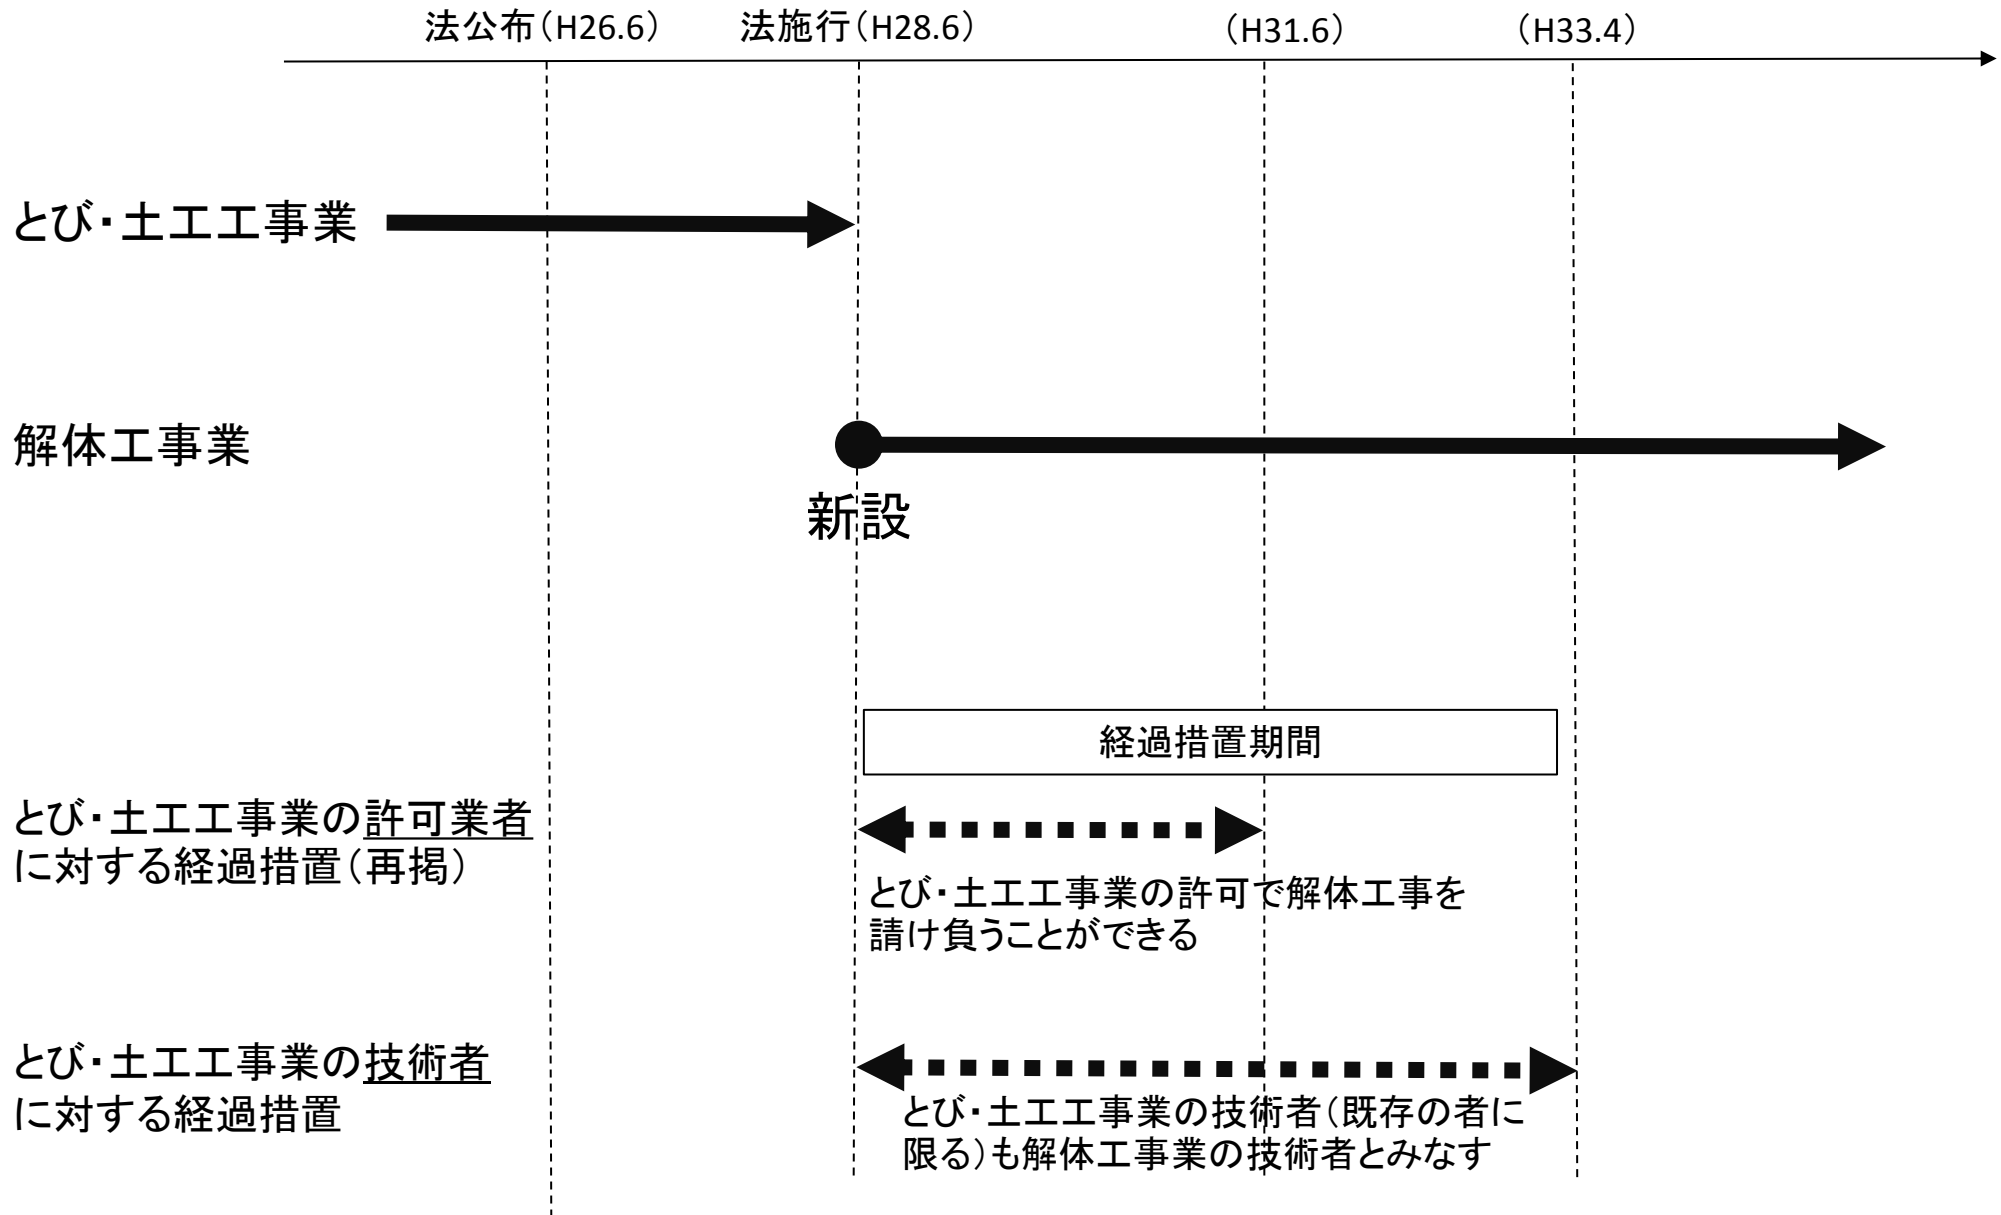 法公布(H26.6)
法施行(H28.6)
(H31.6)
(H33.4)
とび・土工工事業
解体工事業
新設
経過措置期間
とび・土工工事業の許可業者
に対する経過措置(再掲)
とび・土工工事業の許可で解体工事を
請け負うことができる
とび・土工工事業の技術者
に対する経過措置
とび・土工工事業の技術者(既存の者に
限る)も解体工事業の技術者とみなす